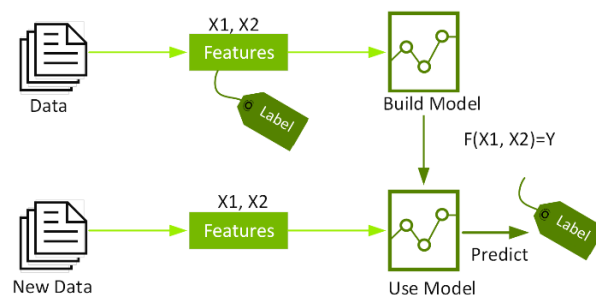 X1, X2
Features
Data
Label
Build Model
F(X1, X2)=Y
X1, X2
Features
Label
Predict
New Data
Use Model